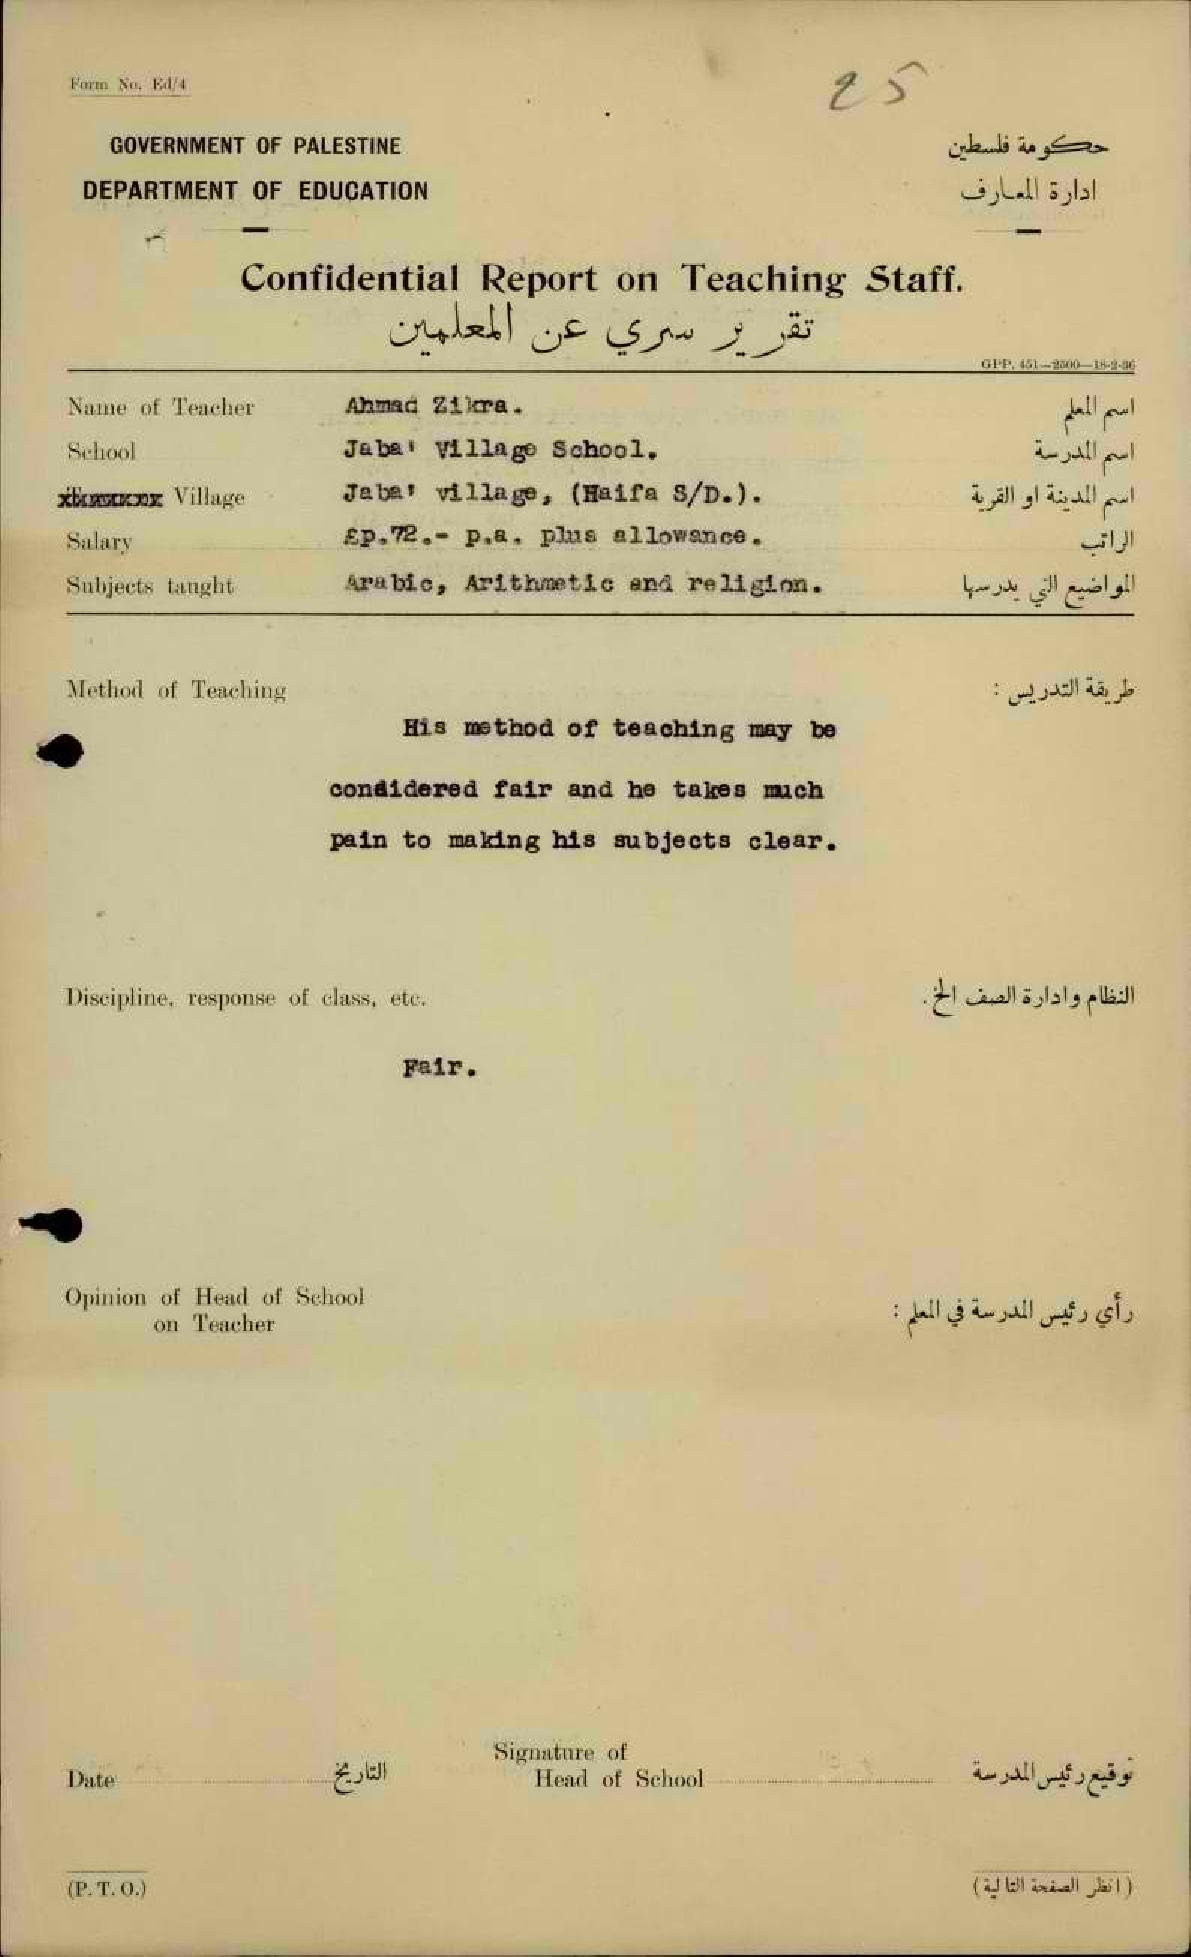 Form No. Ed/4
25
GOVERNMENT OF PALESTINE حكومة فلسطين
DEPARTMENT OF EDUCATION ادارة المعارف
Confidential Report on Teaching Staff.
تقرير سري عن المعلمين
GPP. 451—2500—18-2-36
Name of Teacher Ahmad Zikra. اسم المعلم
School Jaba' Village School. اسم المدرسة
Village Jaba' village, (Haifa S/D.). اسم المدينة او القرية
Salary £p.72.- p.a. plus allowance. الراتب
Subjects taught Arabic, Arithmetic and religion. المواضيع التي يدرسها
Method of Teaching طريقة التدريس :
His method of teaching may be
condidered fair and he takes much
pain to making his subjects clear.
Discipline, response of class, etc. النظام وادارة الصف الخ.
Fair.
Opinion of Head of School
on Teacher رأي رئيس المدرسة في المعلم :
Signature of
Date التاريخ Head of School توقيع رئيس المدرسة
(P. T. O.) (انظر الصفحة التالية)